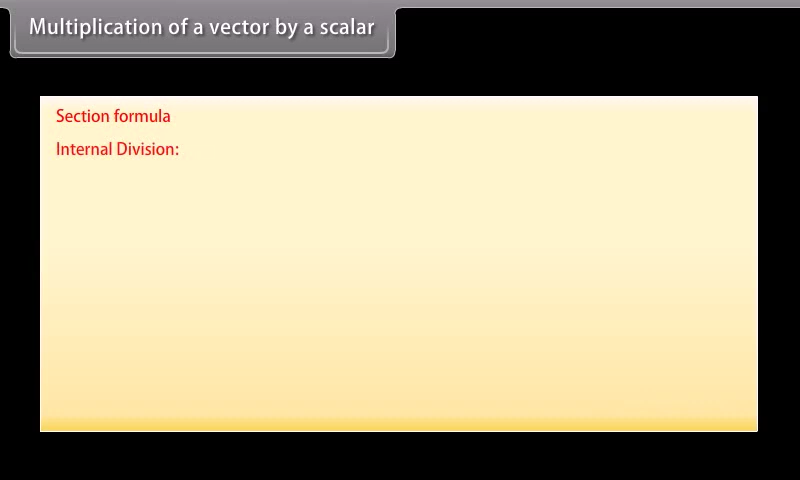 Multiplication of a vector by a scalar
Section formula
Internal Division: